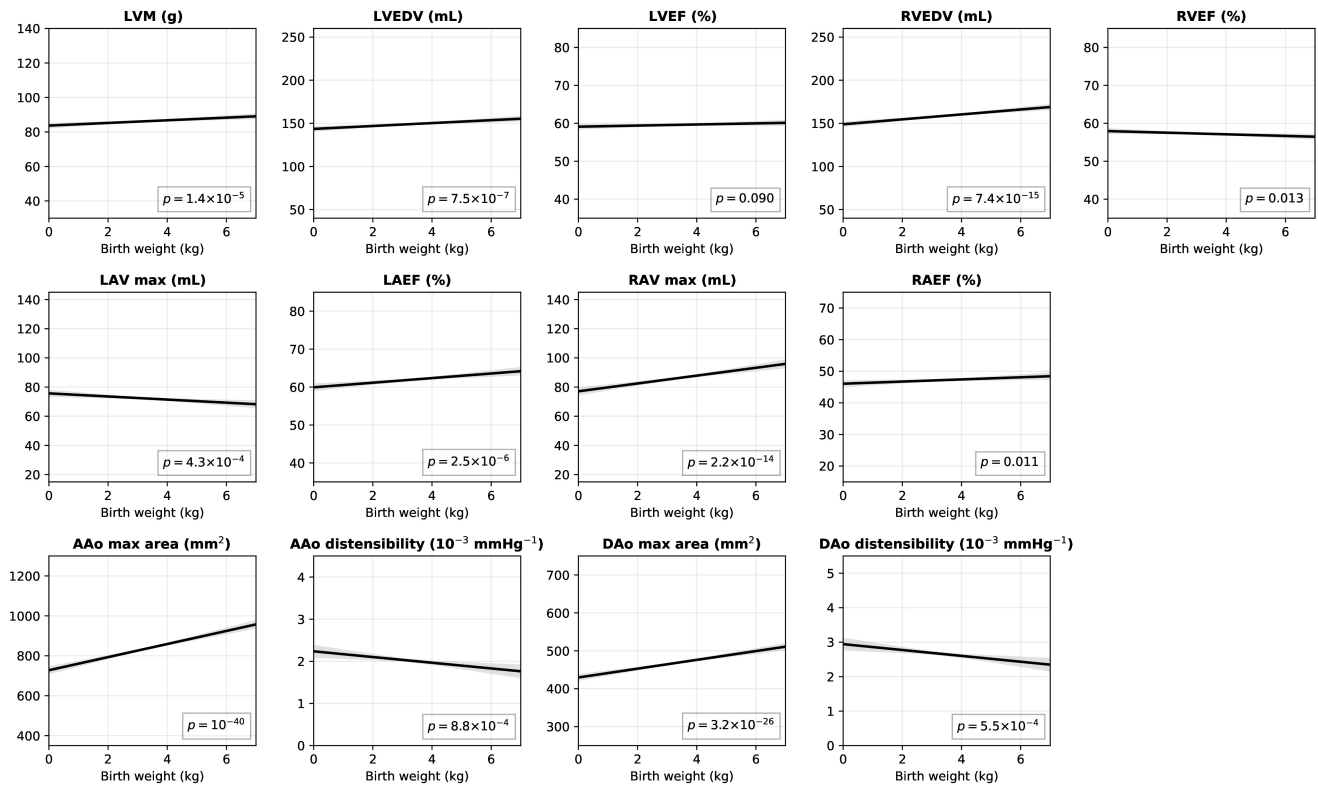 LVM (g)
140
120
100
80
60
40
0 2 4 6
Birth weight (kg)
p = 1.4×10⁻⁵
LVEDV (mL)
250
200
150
100
50
0 2 4 6
Birth weight (kg)
p = 7.5×10⁻⁷
LVEF (%)
80
70
60
50
40
0 2 4 6
Birth weight (kg)
p = 0.090
RVEDV (mL)
250
200
150
100
50
0 2 4 6
Birth weight (kg)
p = 7.4×10⁻¹⁵
RVEF (%)
80
70
60
50
40
0 2 4 6
Birth weight (kg)
p = 0.013
LAV max (mL)
140
120
100
80
60
40
20
0 2 4 6
Birth weight (kg)
p = 4.3×10⁻⁴
LAEF (%)
80
70
60
50
40
0 2 4 6
Birth weight (kg)
p = 2.5×10⁻⁶
RAV max (mL)
140
120
100
80
60
40
20
0 2 4 6
Birth weight (kg)
p = 2.2×10⁻¹⁴
RAEF (%)
70
60
50
40
30
20
0 2 4 6
Birth weight (kg)
p = 0.011
AAo max area (mm²)
1200
1000
800
600
400
0 2 4 6
Birth weight (kg)
p = 10⁻⁴⁰
AAo distensibility (10⁻³ mmHg⁻¹)
4
3
2
1
0
0 2 4 6
Birth weight (kg)
p = 8.8×10⁻⁴
DAo max area (mm²)
700
600
500
400
300
0 2 4 6
Birth weight (kg)
p = 3.2×10⁻²⁶
DAo distensibility (10⁻³ mmHg⁻¹)
5
4
3
2
1
0
0 2 4 6
Birth weight (kg)
p = 5.5×10⁻⁴